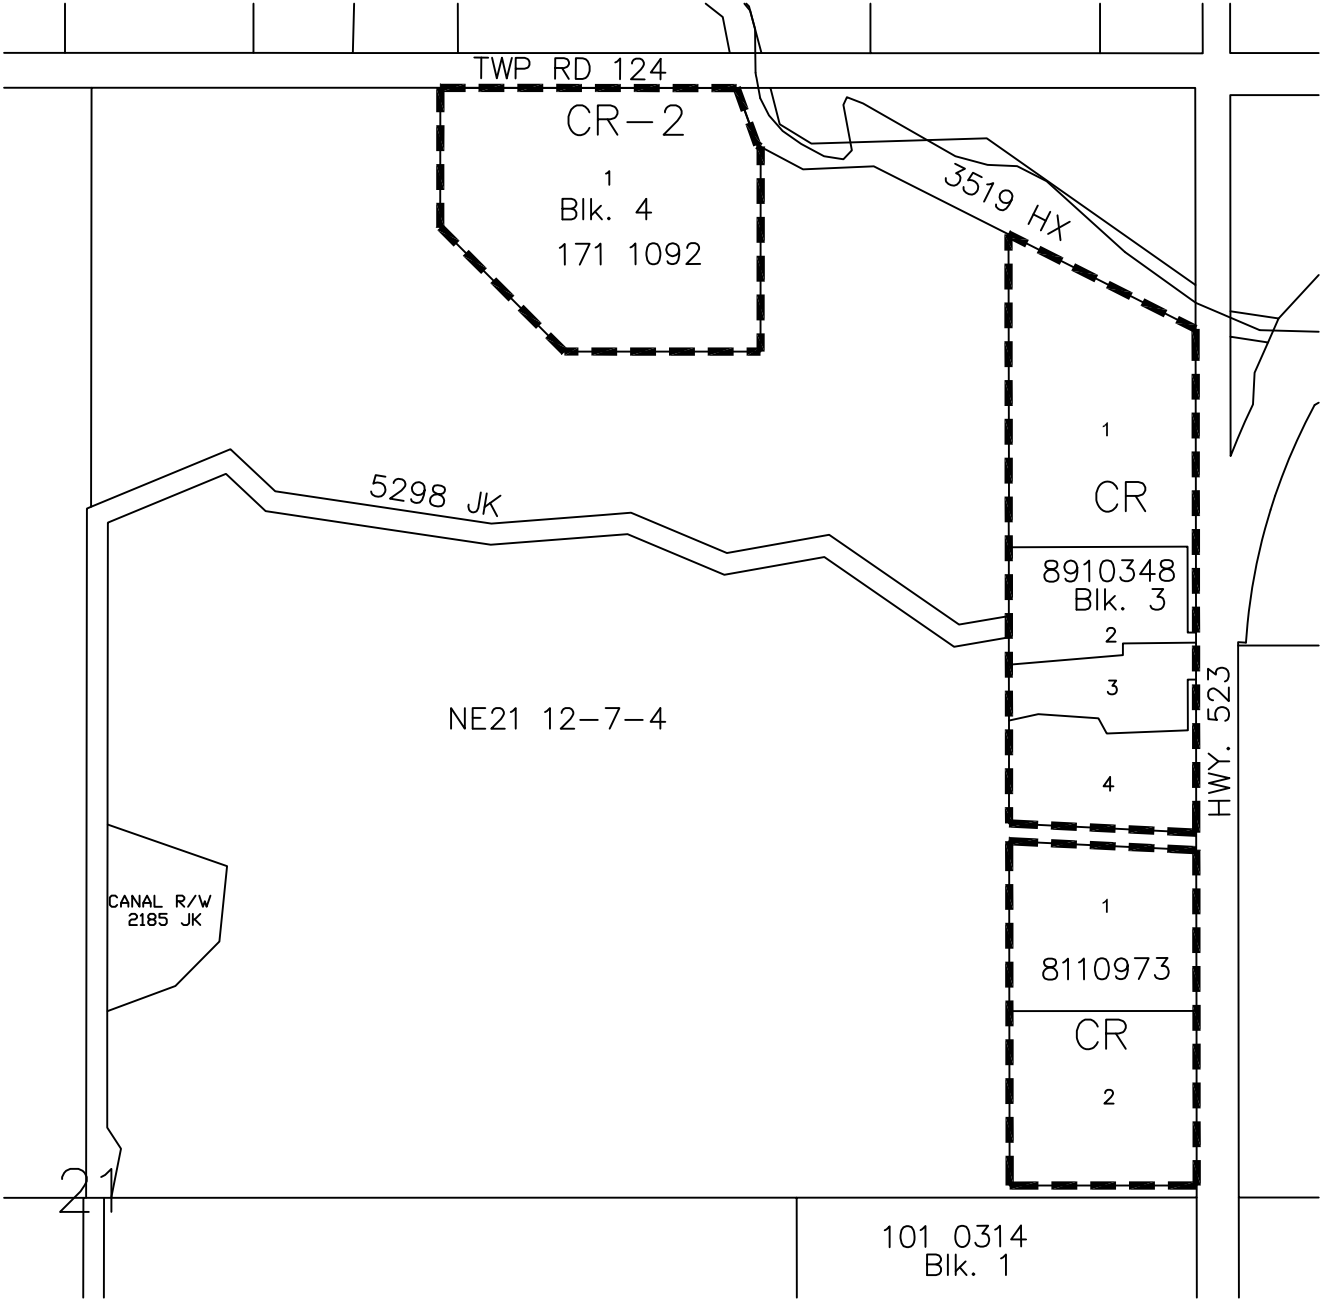 TWP RD 124
CR-2
1
Blk. 4
171 1092
3519 HX
1
CR
5298 JK
8910348
Blk. 3
2
3
HWY. 523
NE21 12-7-4
4
CANAL R/W
2185 JK
1
8110973
CR
2
21
101 0314
Blk. 1